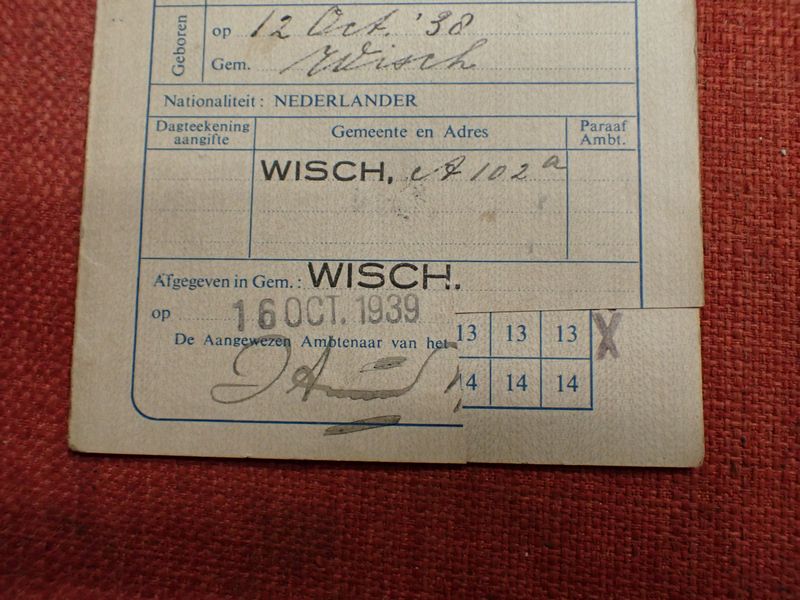 Geboren
op 12 Oct. '38
Gem. Wisch
Nationaliteit: NEDERLANDER
Dagteekening aangifte
Gemeente en Adres
Paraaf Ambt.
WISCH, A 102a
Afgegeven in Gem.: WISCH.
op 16 OCT. 1939
De Aangewezen Ambtenaar van het
13 13 13 X
14 14 14